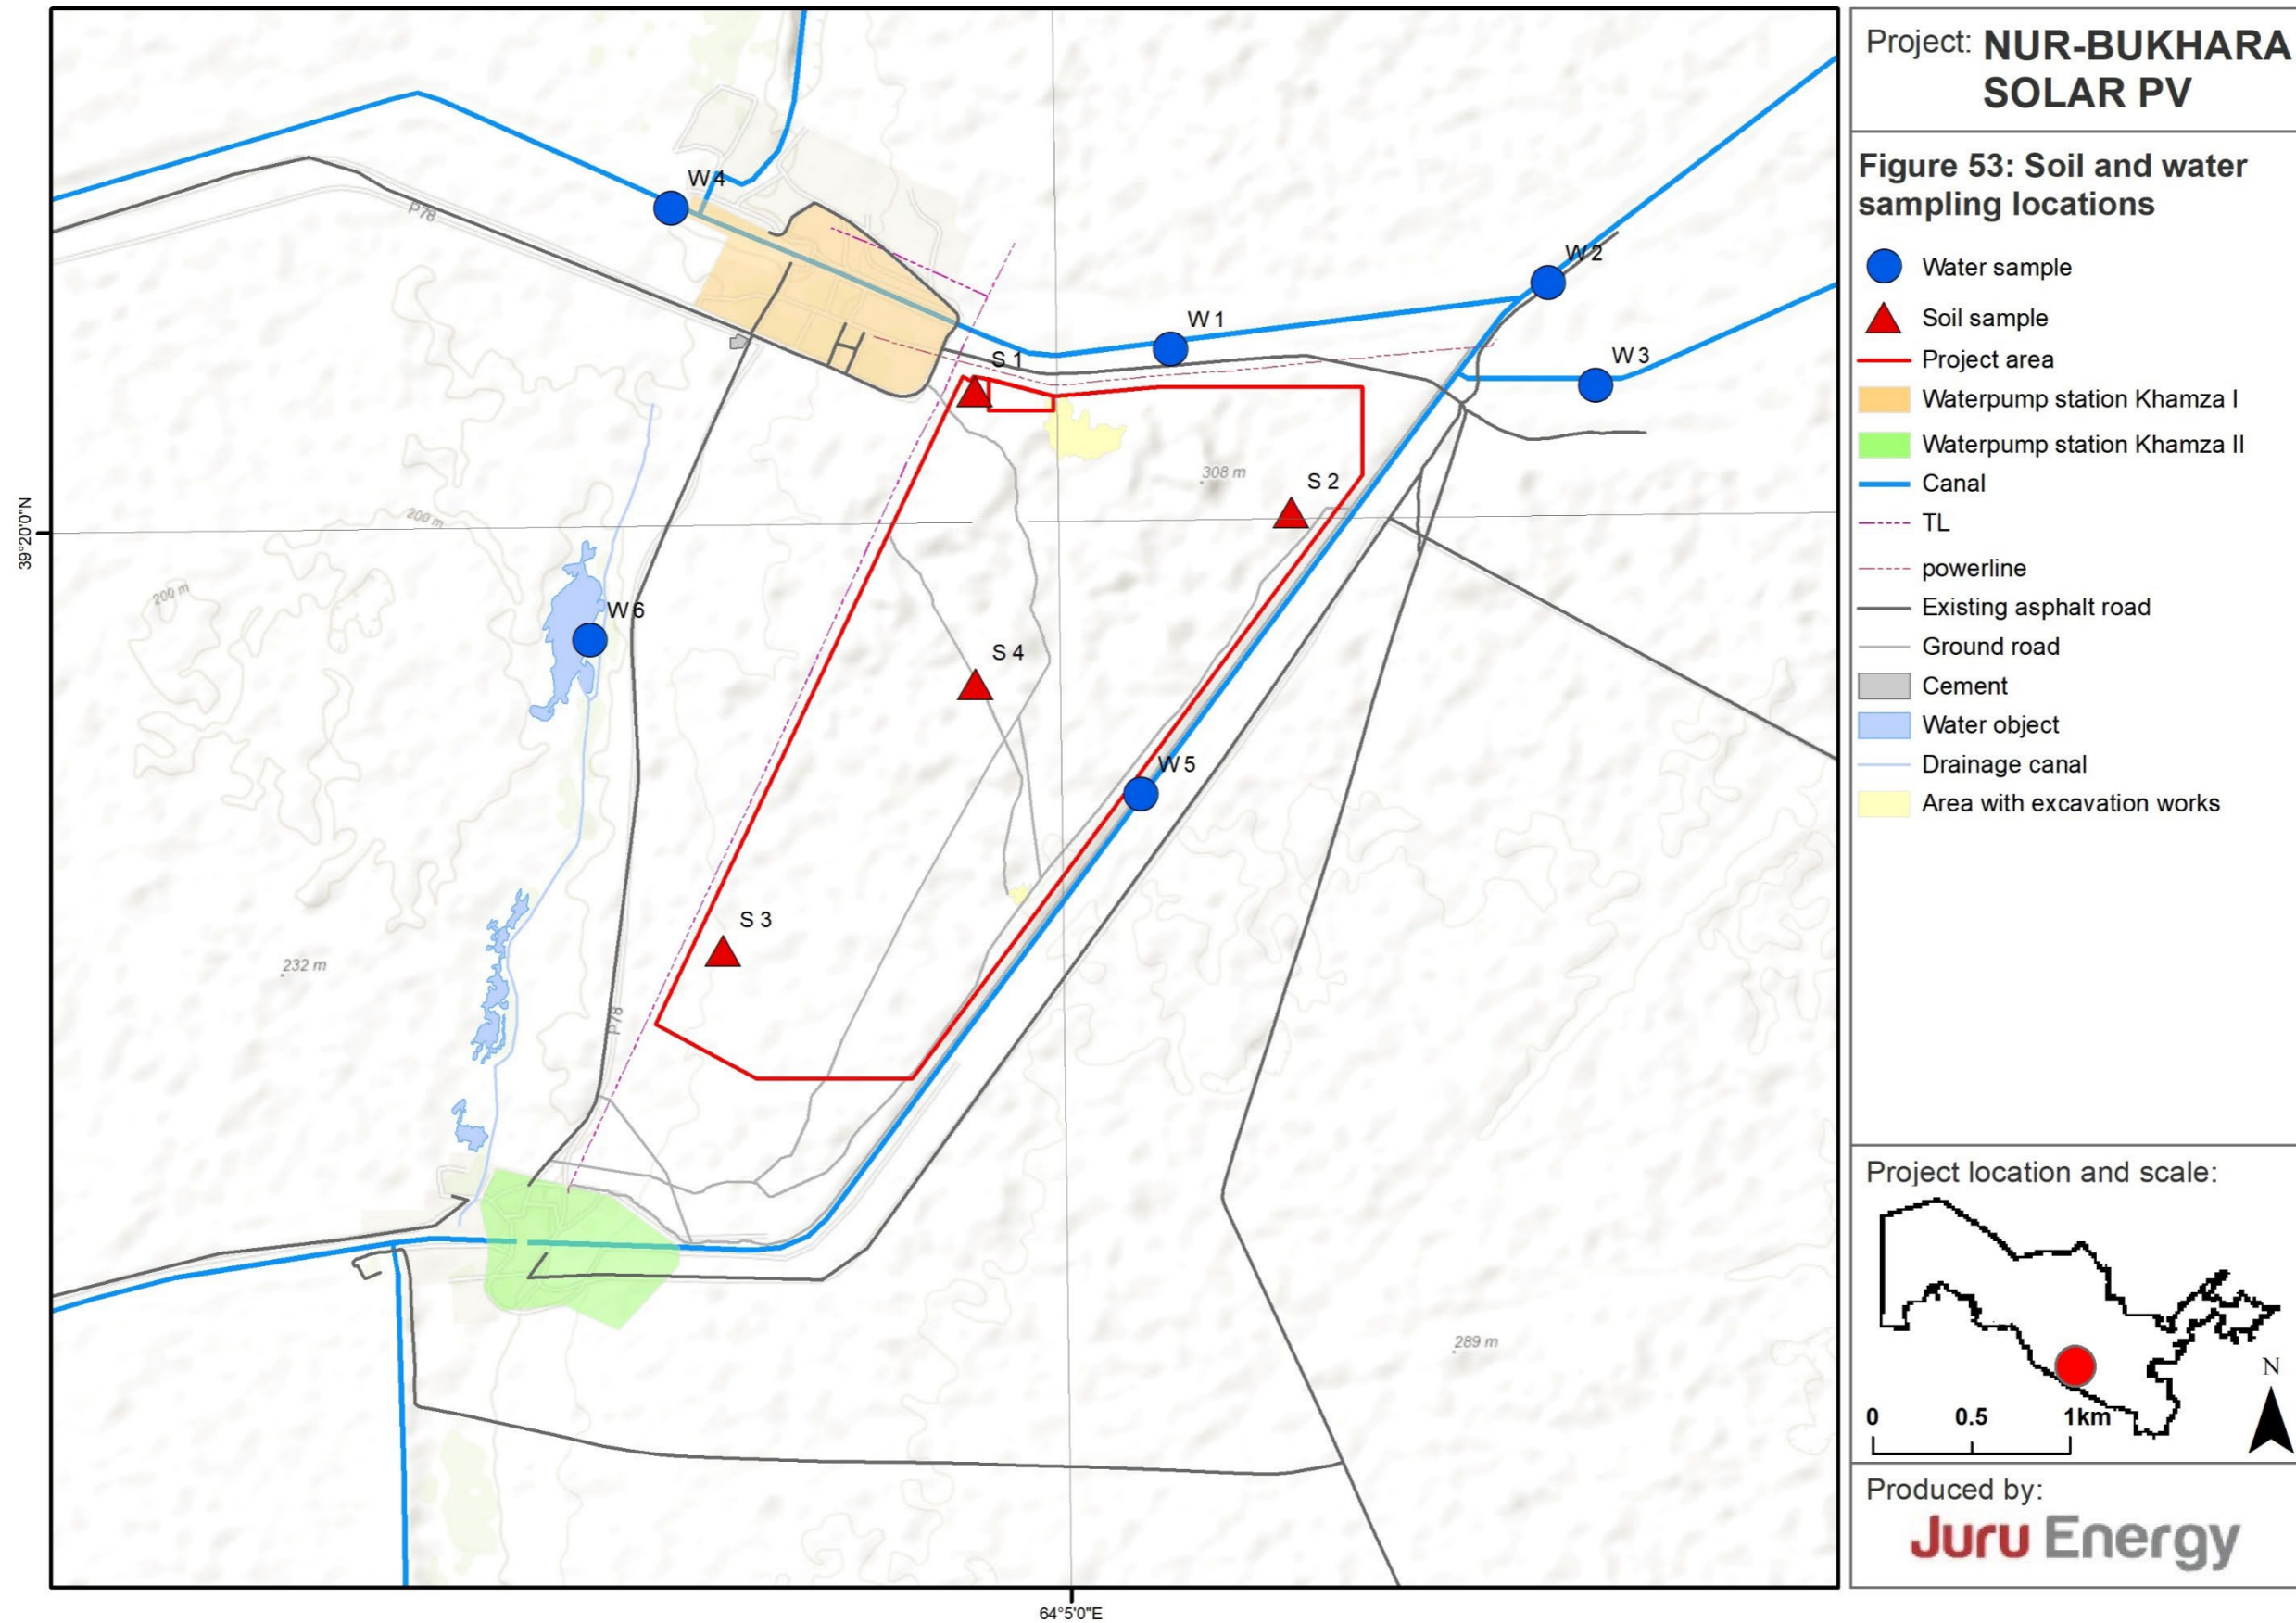 W 4
P78
W 2
W 1
W 3
S 1
308 m
S 2
39°20'0"N
200 m
200 m
W 6
S 4
W 5
S 3
232 m
P78
289 m
64°5'0"E
Project: NUR-BUKHARA
SOLAR PV
Figure 53: Soil and water
sampling locations
Water sample
Soil sample
Project area
Waterpump station Khamza I
Waterpump station Khamza II
Canal
TL
powerline
Existing asphalt road
Ground road
Cement
Water object
Drainage canal
Area with excavation works
Project location and scale:
N
0 0.5 1km
Produced by:
Juru Energy